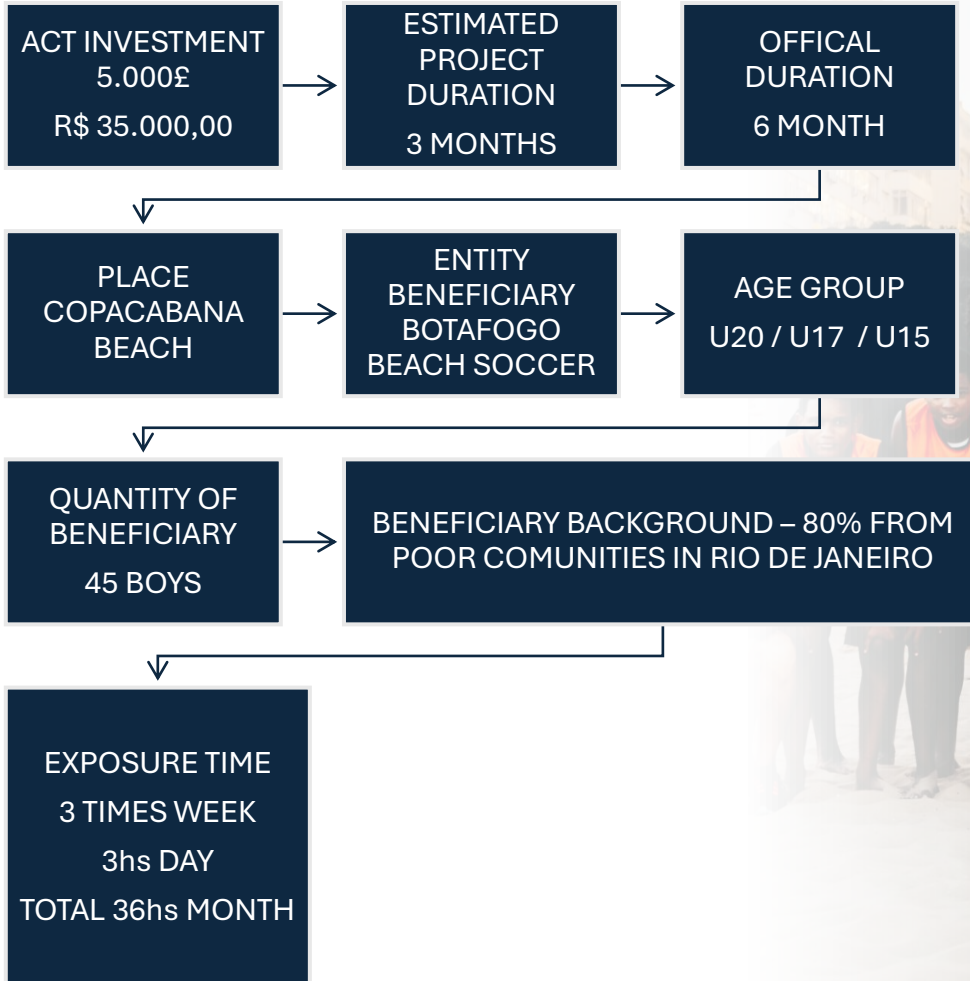 ACT INVESTMENT
5.000£
R$ 35.000,00
ESTIMATED
PROJECT
DURATION
3 MONTHS
OFFICAL
DURATION
6 MONTH
PLACE
COPACABANA
BEACH
ENTITY
BENEFICIARY
BOTAFOGO
BEACH SOCCER
AGE GROUP
U20 / U17  / U15
QUANTITY OF
BENEFICIARY
45 BOYS
BENEFICIARY BACKGROUND – 80% FROM
POOR COMUNITIES IN RIO DE JANEIRO
EXPOSURE TIME
3 TIMES WEEK
3hs DAY
TOTAL 36hs MONTH